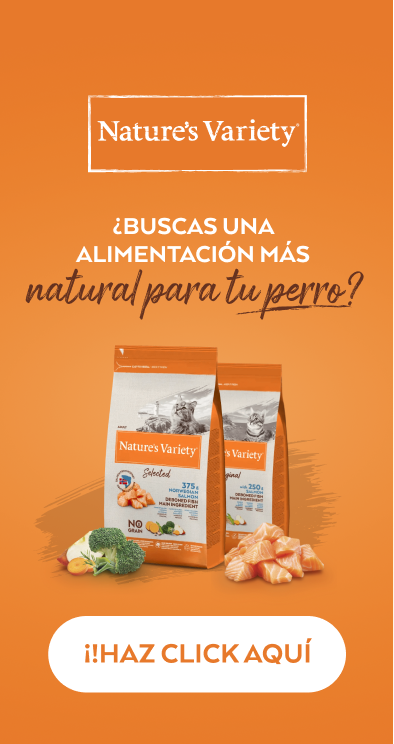 Nature's Variety®
¿BUSCAS UNA
ALIMENTACIÓN MÁS
natural para tu perro?
Nature's Variety
Selected
375g
NORWEGIAN
SALMON
DEBONED FISH
MAIN INGREDIENT
NO
GRAIN
Variety
with 250g
SALMON
DEBONED FISH
MAIN INGREDIENT
¡!HAZ CLICK AQUÍ